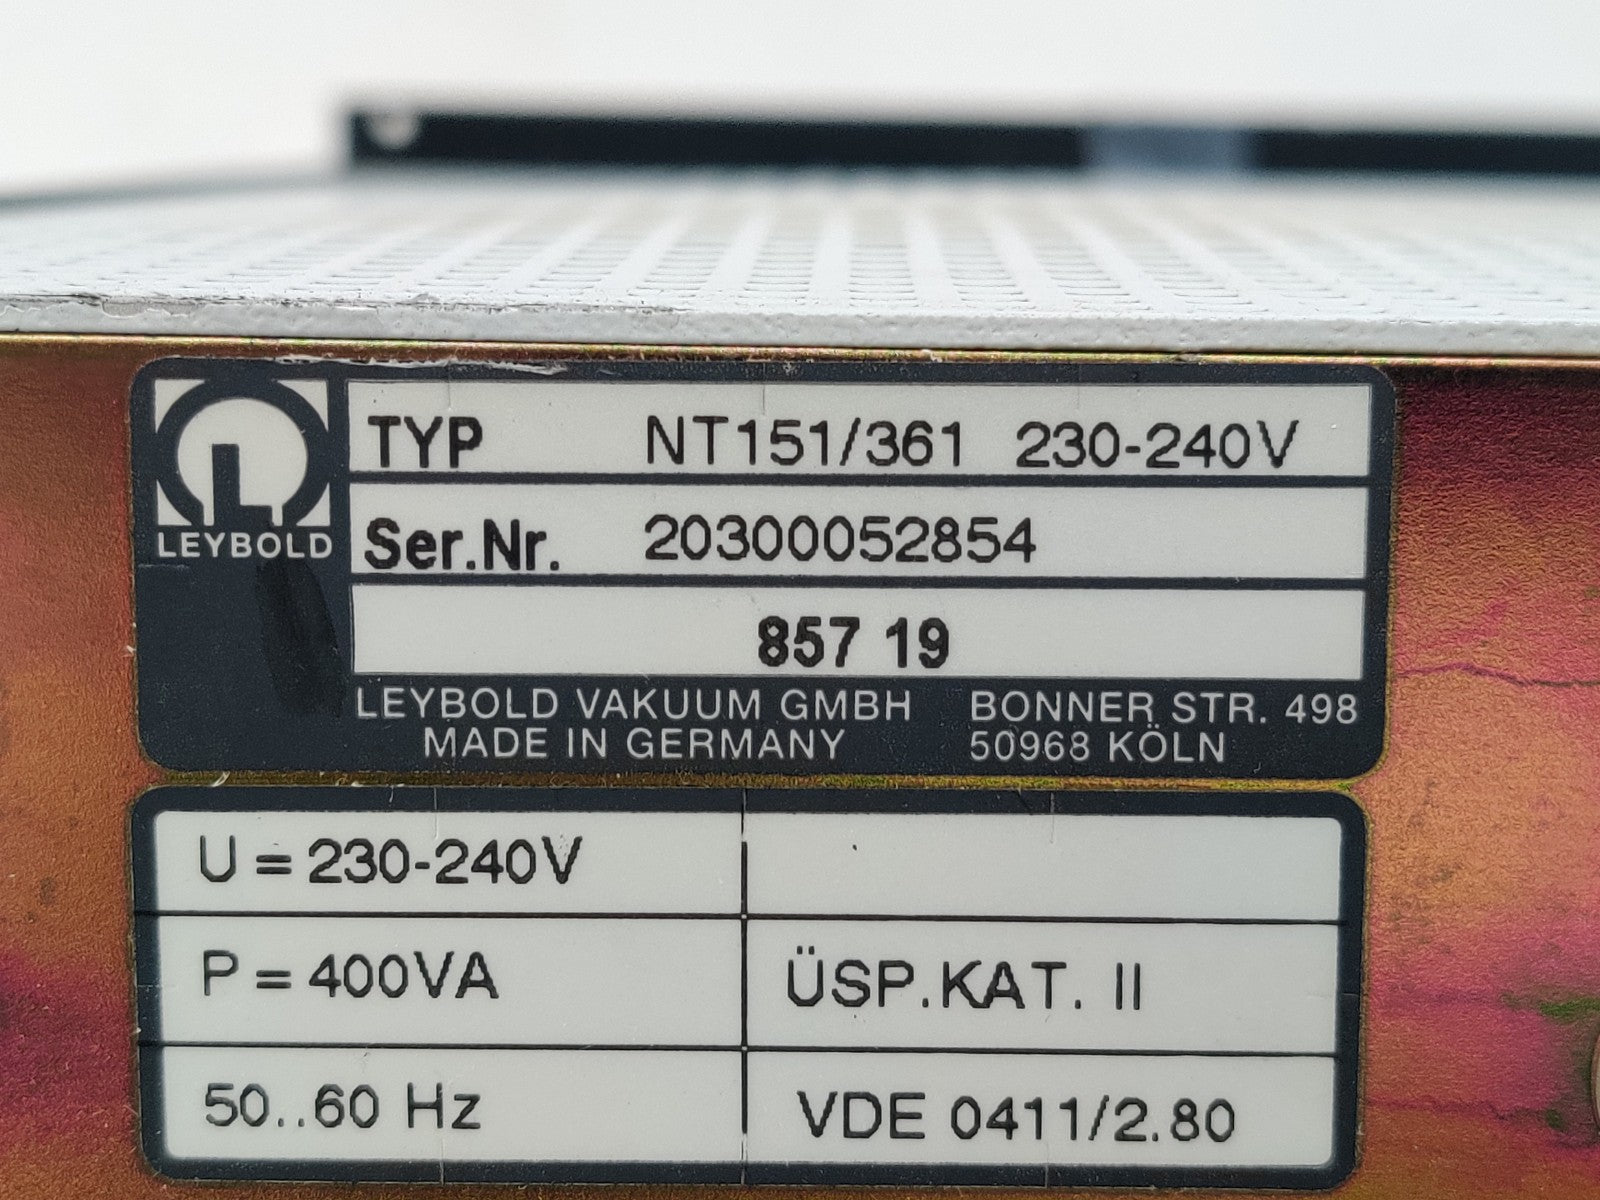 LEYBOLD
TYP NT151/361 230-240V
Ser.Nr. 20300052854
857 19
LEYBOLD VAKUUM GMBH BONNER STR. 498
MADE IN GERMANY 50968 KÖLN
U = 230-240V
P = 400VA ÜSP.KAT. II
50..60 Hz VDE 0411/2.80